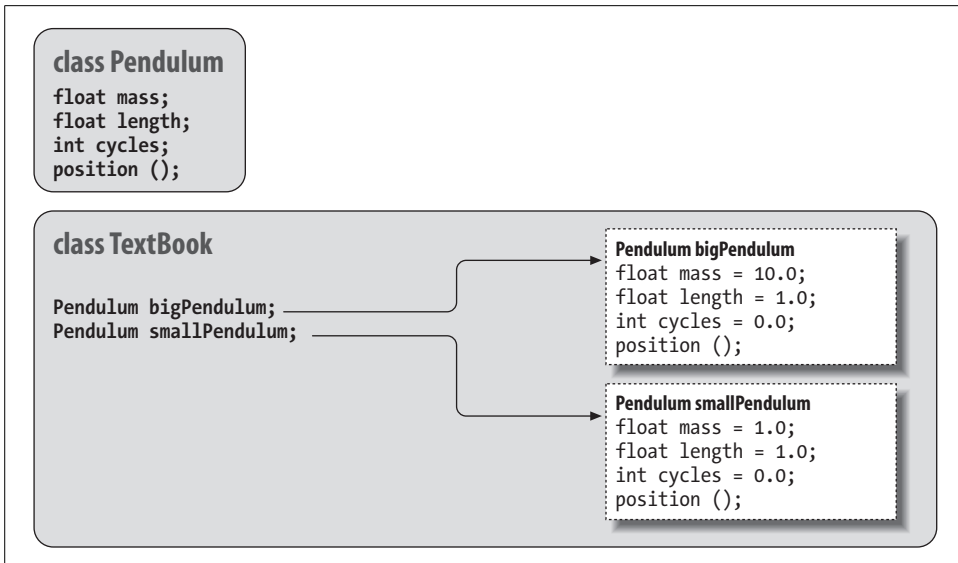 class Pendulum
float mass;
float length;
int cycles;
position ();
class TextBook
Pendulum bigPendulum;
Pendulum smallPendulum;
Pendulum bigPendulum
float mass = 10.0;
float length = 1.0;
int cycles = 0.0;
position ();
Pendulum smallPendulum
float mass = 1.0;
float length = 1.0;
int cycles = 0.0;
position ();